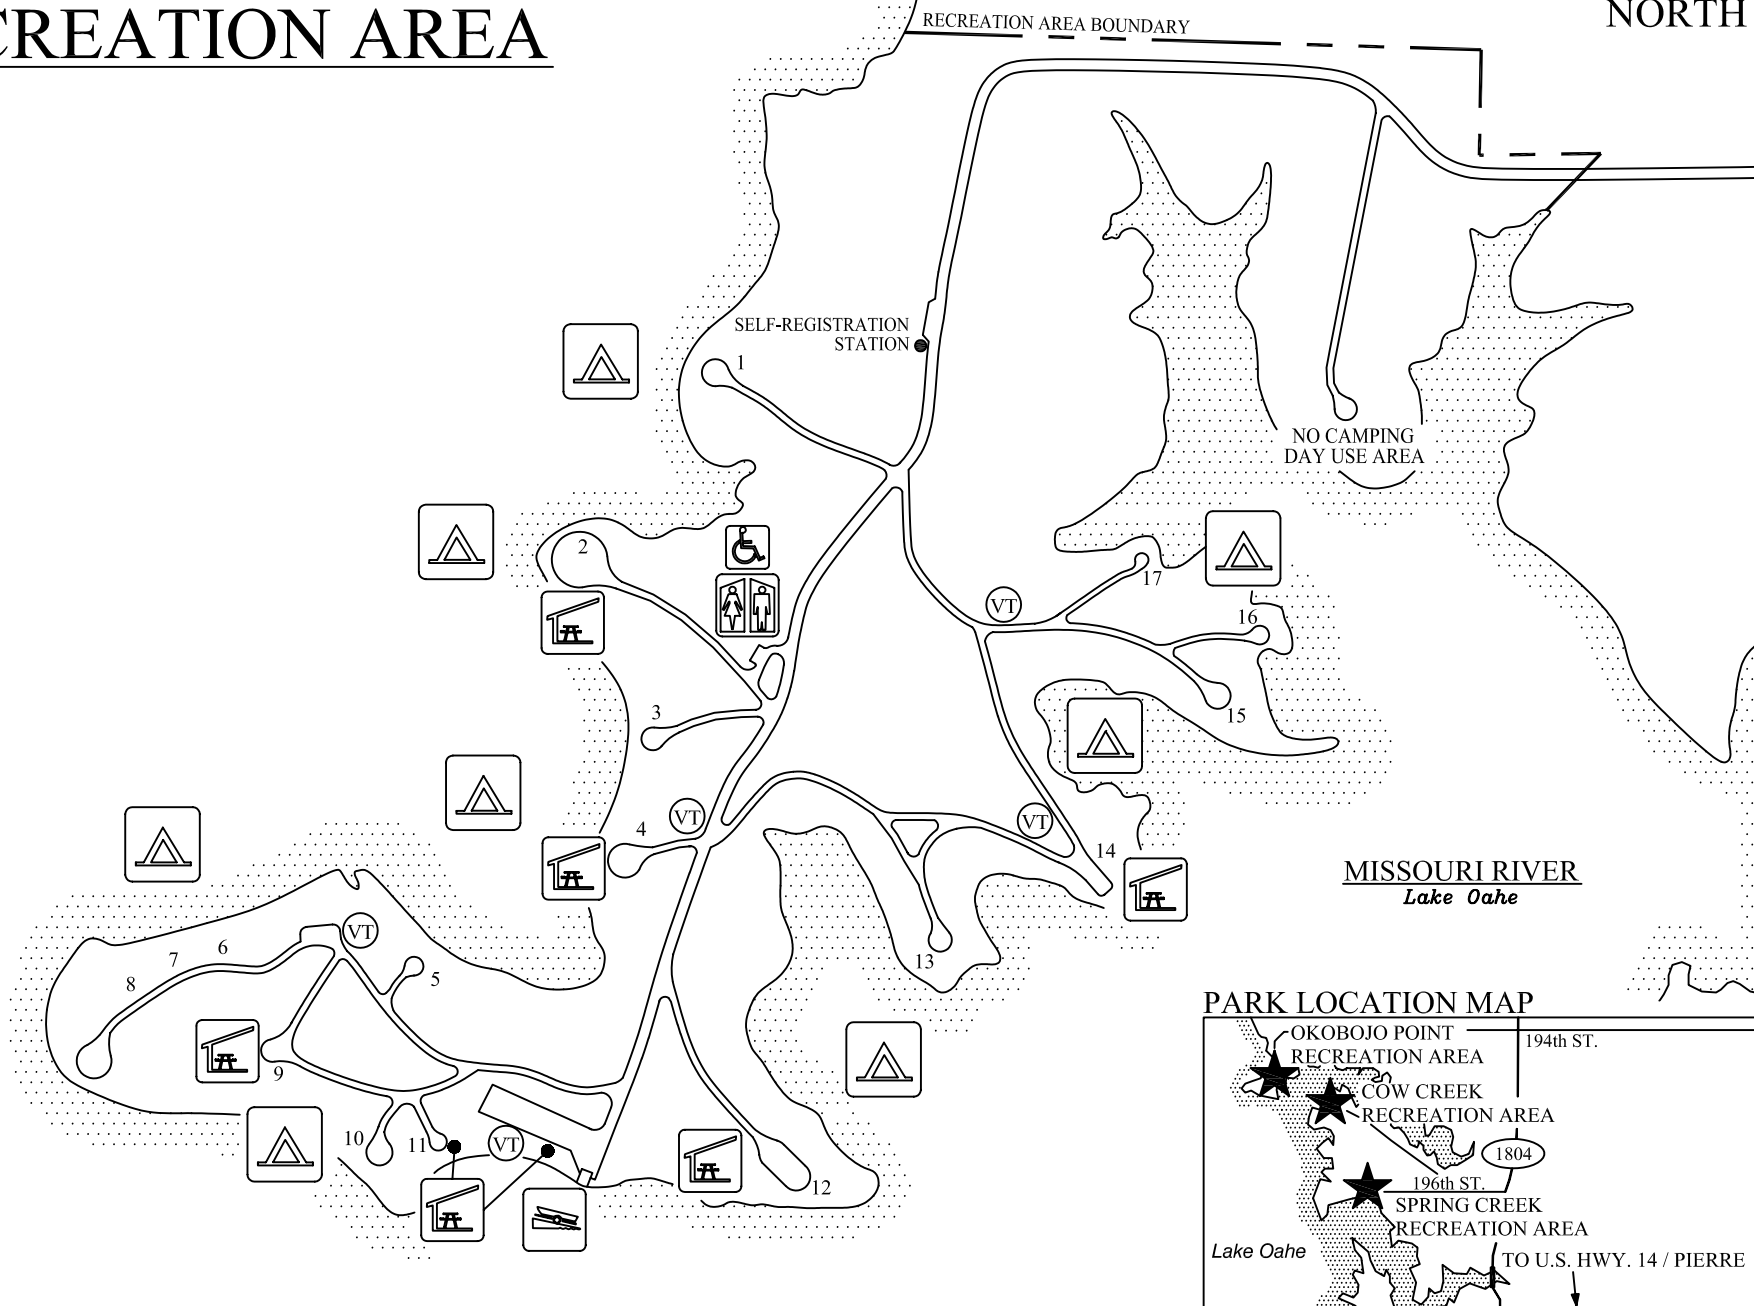 CREATION AREA
RECREATION AREA BOUNDARY
NORTH
SELF-REGISTRATION
STATION
1
NO CAMPING
DAY USE AREA
2
17
VT
16
3
15
VT
4
VT
14
MISSOURI RIVER
Lake Oahe
VT
6
7
5
8
13
9
10
11
VT
12
PARK LOCATION MAP
OKOBOJO POINT
RECREATION AREA
194th ST.
COW CREEK
RECREATION AREA
1804
196th ST.
SPRING CREEK
RECREATION AREA
Lake Oahe
TO U.S. HWY. 14 / PIERRE